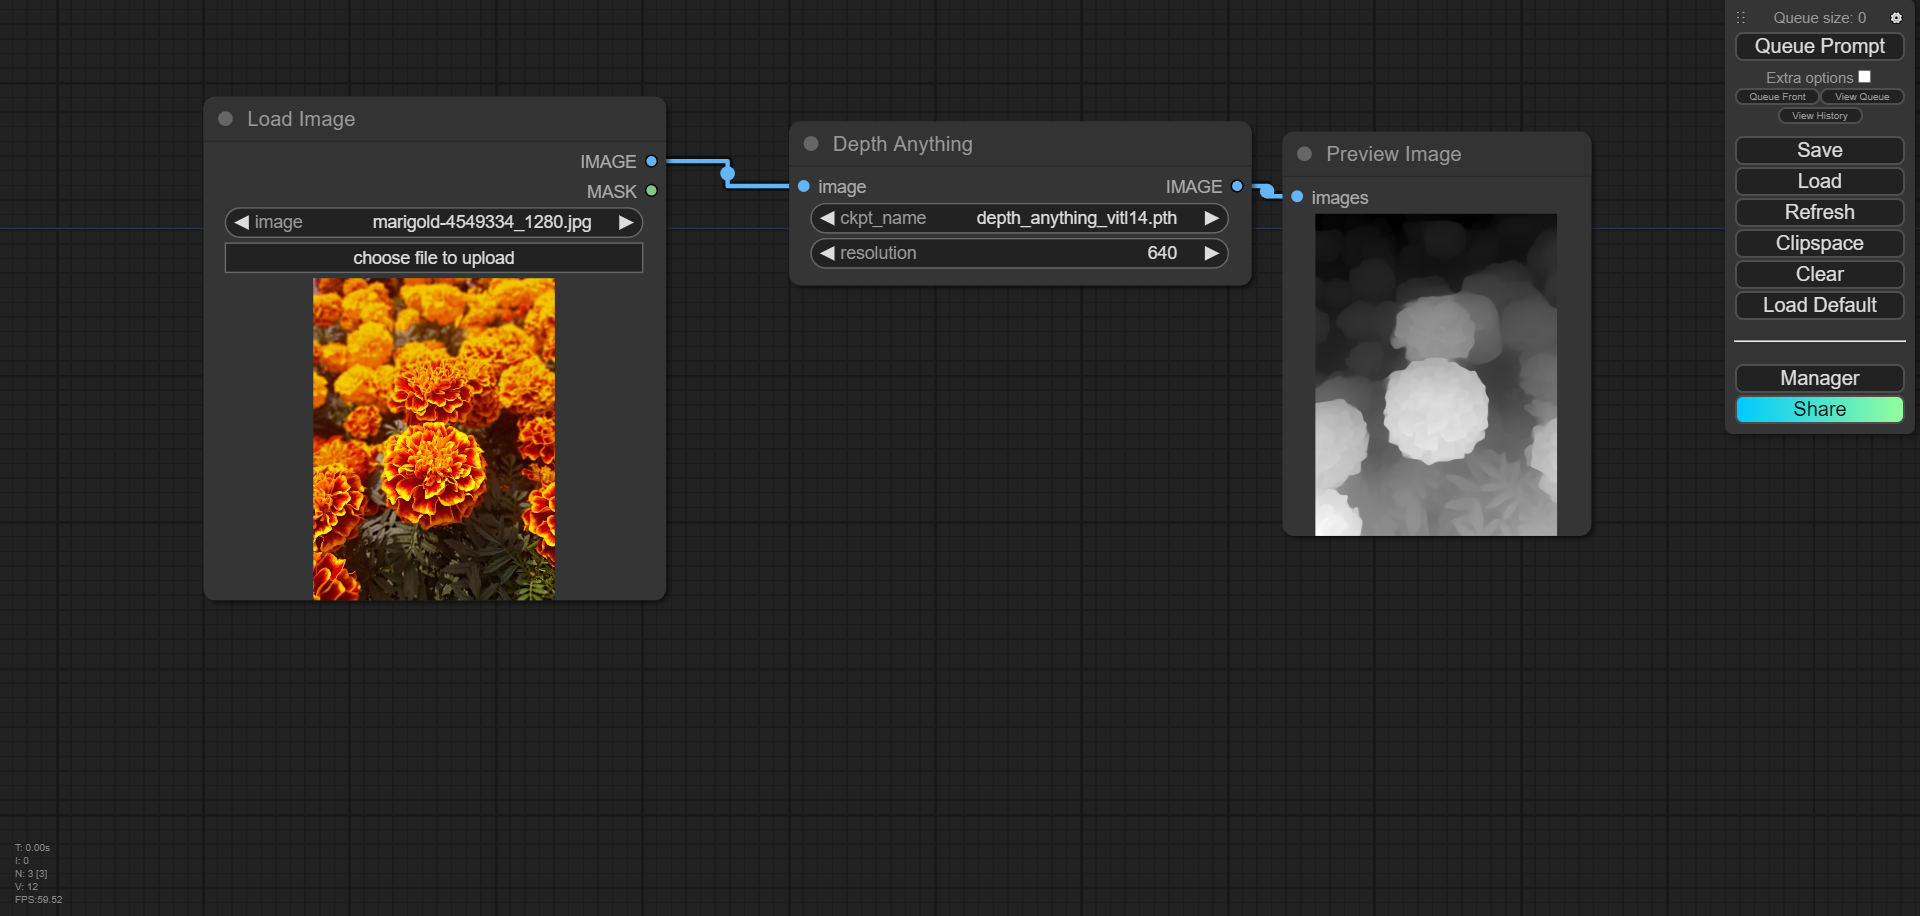 Load Image
IMAGE
MASK
image marigold-4549334_1280.jpg
choose file to upload
Depth Anything
image IMAGE
ckpt_name depth_anything_vitl14.pth
resolution 640
Preview Image
images
Queue size: 0
Queue Prompt
Extra options
Queue Front View Queue
View History
Save
Load
Refresh
Clipspace
Clear
Load Default
Manager
Share
T: 0.00s
I: 0
N: 3 [3]
V: 12
FPS:59.52